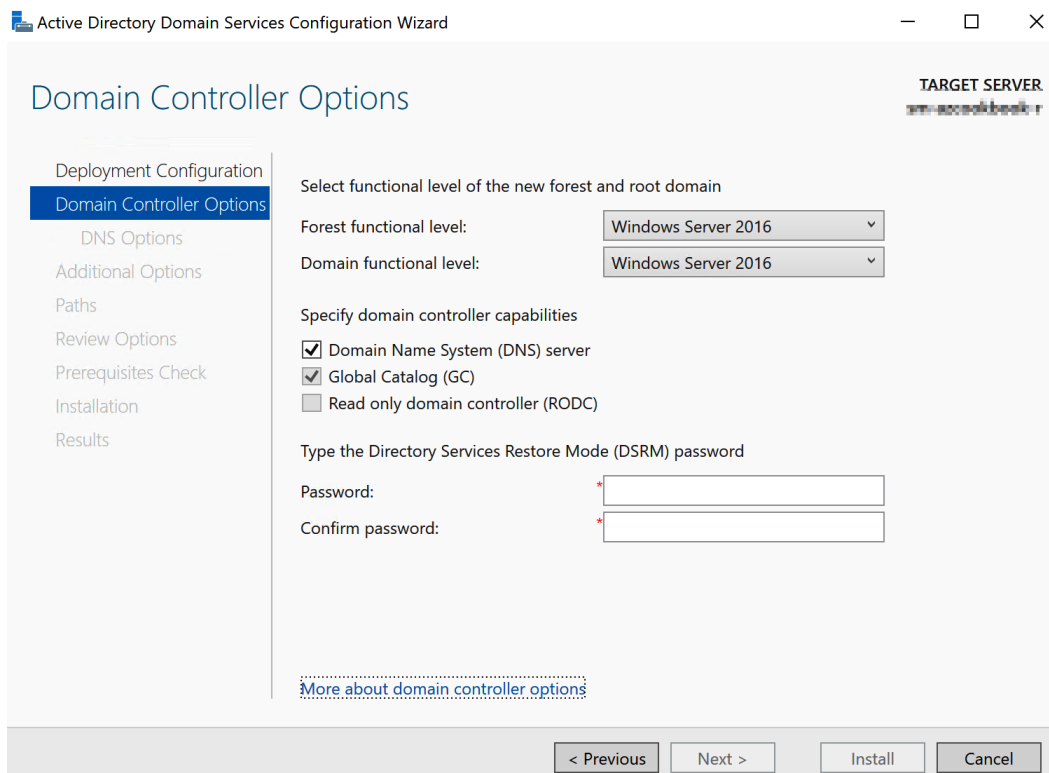 Active Directory Domain Services Configuration Wizard
Domain Controller Options
TARGET SERVER
Deployment Configuration
Domain Controller Options
DNS Options
Additional Options
Paths
Review Options
Prerequisites Check
Installation
Results
Select functional level of the new forest and root domain
Forest functional level: Windows Server 2016
Domain functional level: Windows Server 2016
Specify domain controller capabilities
Domain Name System (DNS) server
Global Catalog (GC)
Read only domain controller (RODC)
Type the Directory Services Restore Mode (DSRM) password
Password: *
Confirm password: *
More about domain controller options
< Previous Next > Install Cancel